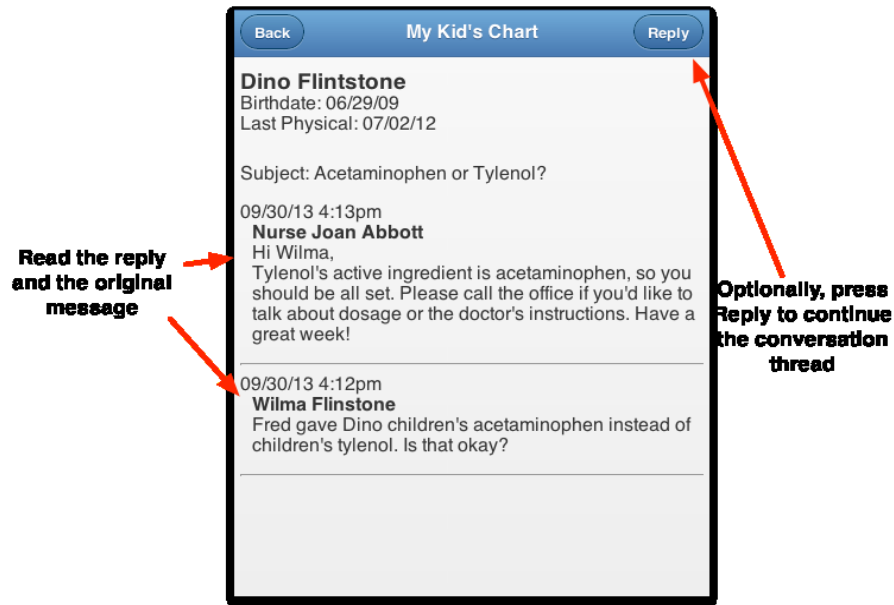 Back
My Kid's Chart
Reply
Dino Flintstone
Birthdate: 06/29/09
Last Physical: 07/02/12
Subject: Acetaminophen or Tylenol?
09/30/13 4:13pm
Nurse Joan Abbott
Hi Wilma,
Tylenol's active ingredient is acetaminophen, so you
should be all set. Please call the office if you'd like to
talk about dosage or the doctor's instructions. Have a
great week!
09/30/13 4:12pm
Wilma Flinstone
Fred gave Dino children's acetaminophen instead of
children's tylenol. Is that okay?
Read the reply
and the original
message
Optionally, press
Reply to continue
the conversation
thread